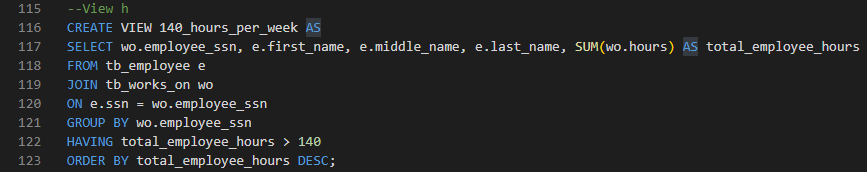 115 --View h
116 CREATE VIEW 140_hours_per_week AS
117 SELECT wo.employee_ssn, e.first_name, e.middle_name, e.last_name, SUM(wo.hours) AS total_employee_hours
118 FROM tb_employee e
119 JOIN tb_works_on wo
120 ON e.ssn = wo.employee_ssn
121 GROUP BY wo.employee_ssn
122 HAVING total_employee_hours > 140
123 ORDER BY total_employee_hours DESC;